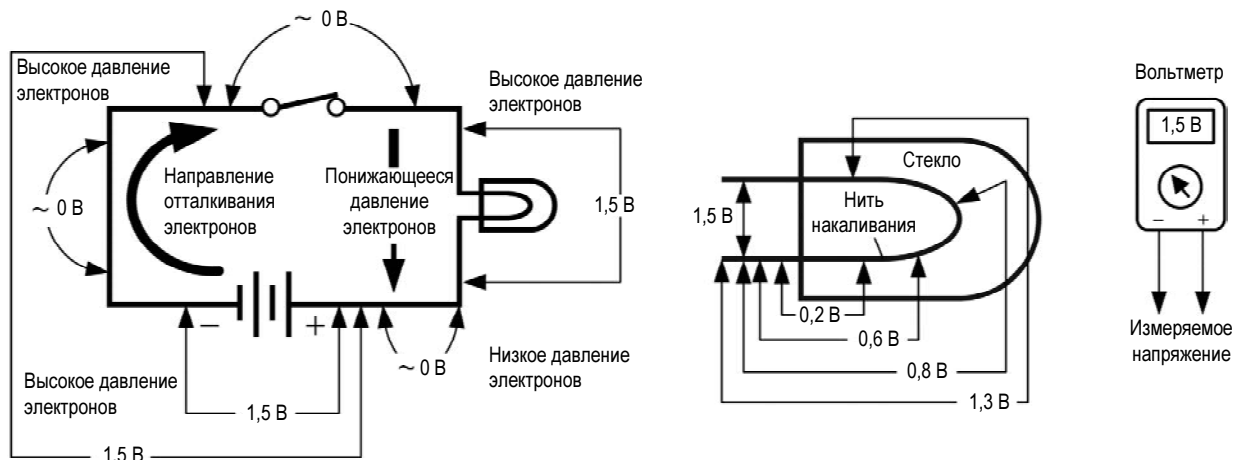 ~ 0 В
Высокое давление
электронов
Высокое давление
электронов
~ 0 В
Направление
отталкивания
электронов
Понижающееся
давление
электронов
1,5 В
− +
~ 0 В
Низкое давление
электронов
Высокое давление
электронов
1,5 В
1,5 В
Стекло
Нить
накаливания
1,5 В
0,2 В
0,6 В
0,8 В
1,3 В
Вольтметр
1,5 В
− +
Измеряемое
напряжение